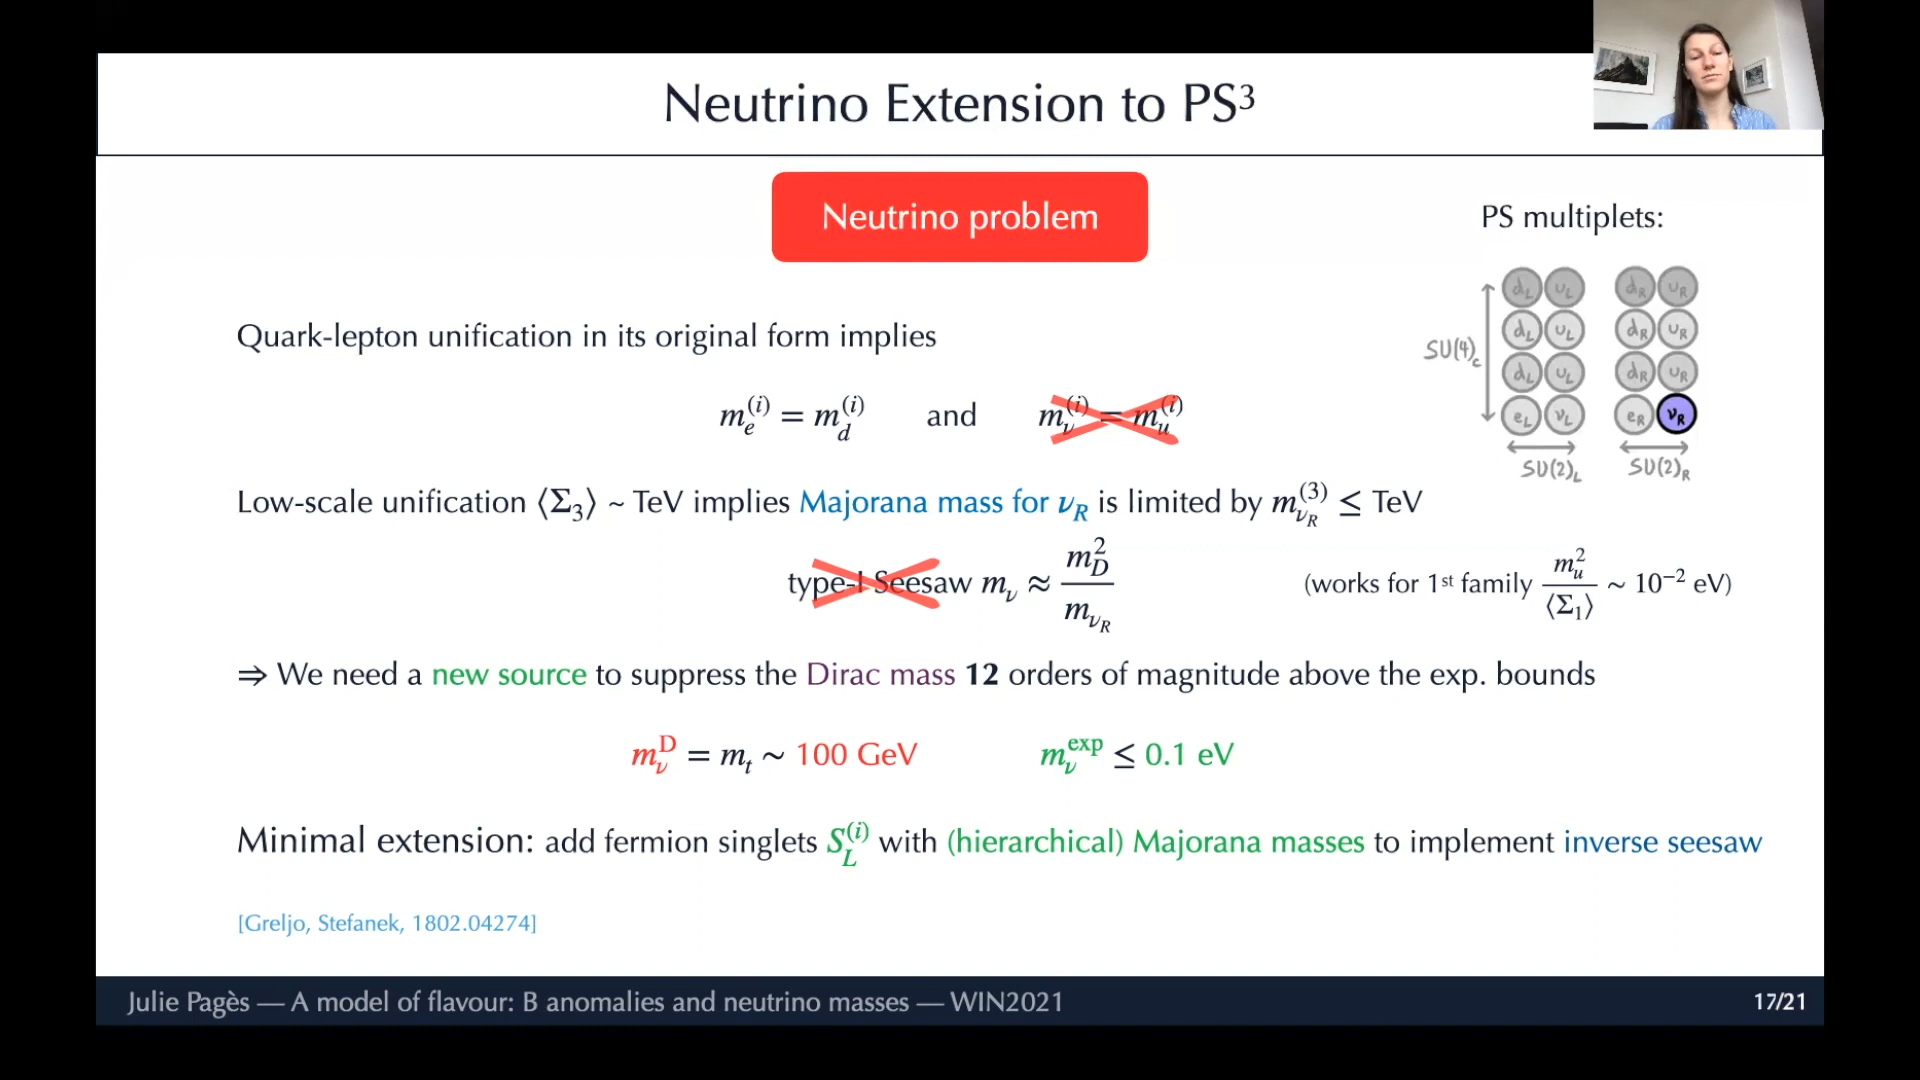 Neutrino Extension to PS³
Neutrino problem
PS multiplets:
d_L u_L d_R u_R
d_L u_L d_R u_R
d_L u_L d_R u_R
e_L ν_L e_R ν_R
SU(4)_c
SU(2)_L SU(2)_R
Quark-lepton unification in its original form implies
m_e^(i) = m_d^(i) and m_ν^(i) = m_u^(i)
Low-scale unification ⟨Σ₃⟩ ~ TeV implies Majorana mass for ν_R is limited by m_{ν_R}^(3) ≤ TeV
type-I Seesaw m_ν ≈ m_D² / m_{ν_R} (works for 1st family m_u² / ⟨Σ₁⟩ ~ 10⁻² eV)
⇒ We need a new source to suppress the Dirac mass 12 orders of magnitude above the exp. bounds
m_ν^D = m_t ~ 100 GeV m_ν^exp ≤ 0.1 eV
Minimal extension: add fermion singlets S_L^(i) with (hierarchical) Majorana masses to implement inverse seesaw
[Greljo, Stefanek, 1802.04274]
Julie Pagès — A model of flavour: B anomalies and neutrino masses — WIN2021 17/21